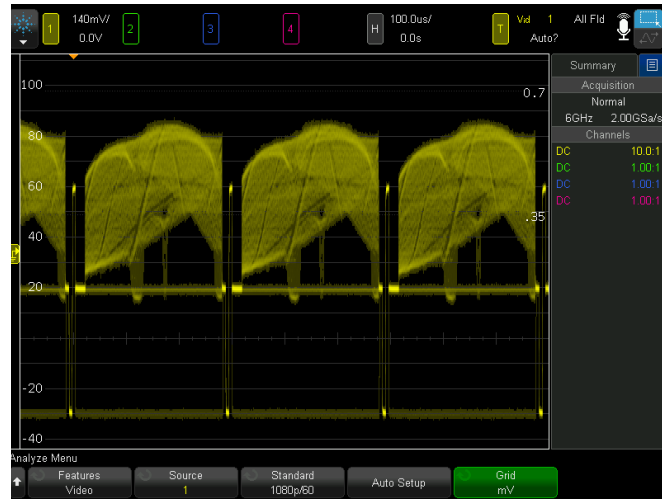 1 140mV/ 2 3 4 H 100.0us/ T Vid 1 All Fld
0.0V 0.0s Auto?
Summary
Acquisition
Normal
6GHz 2.00GSa/s
Channels
DC 10.0:1
DC 1.00:1
DC 1.00:1
DC 1.00:1
100
0.7
80
60
.35
40
20
-20
-40
Analyze Menu
Features Source Standard Auto Setup Grid
Video 1 1080p/60 mV